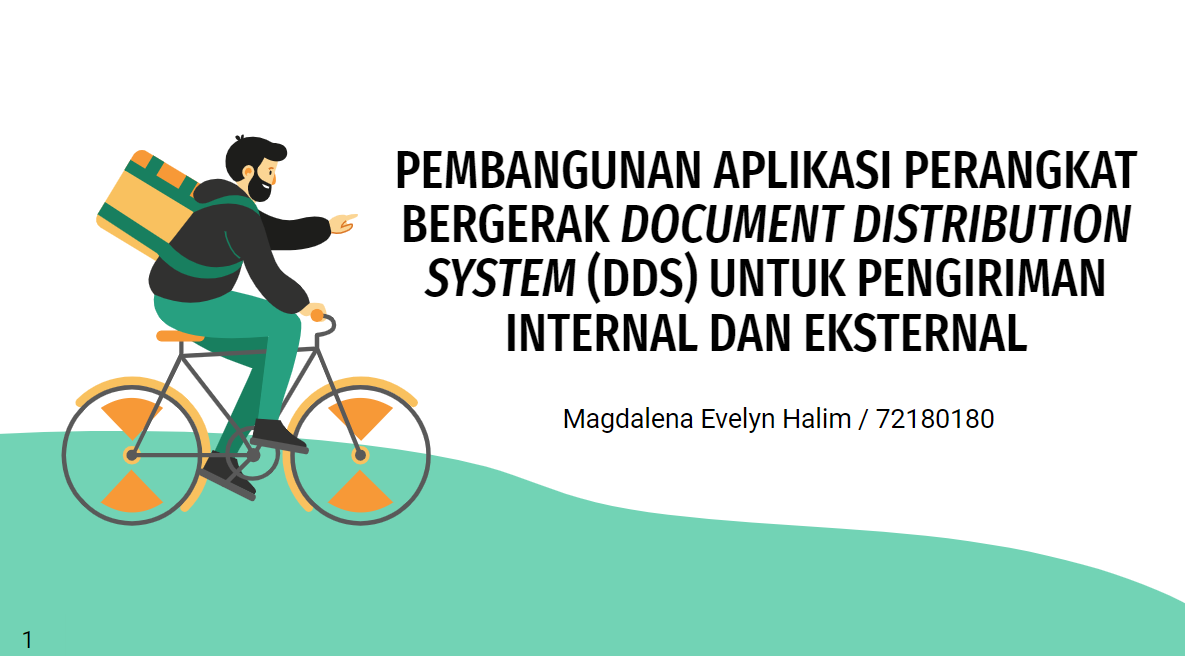 PEMBANGUNAN APLIKASI PERANGKAT
BERGERAK DOCUMENT DISTRIBUTION
SYSTEM (DDS) UNTUK PENGIRIMAN
INTERNAL DAN EKSTERNAL
Magdalena Evelyn Halim / 72180180
1